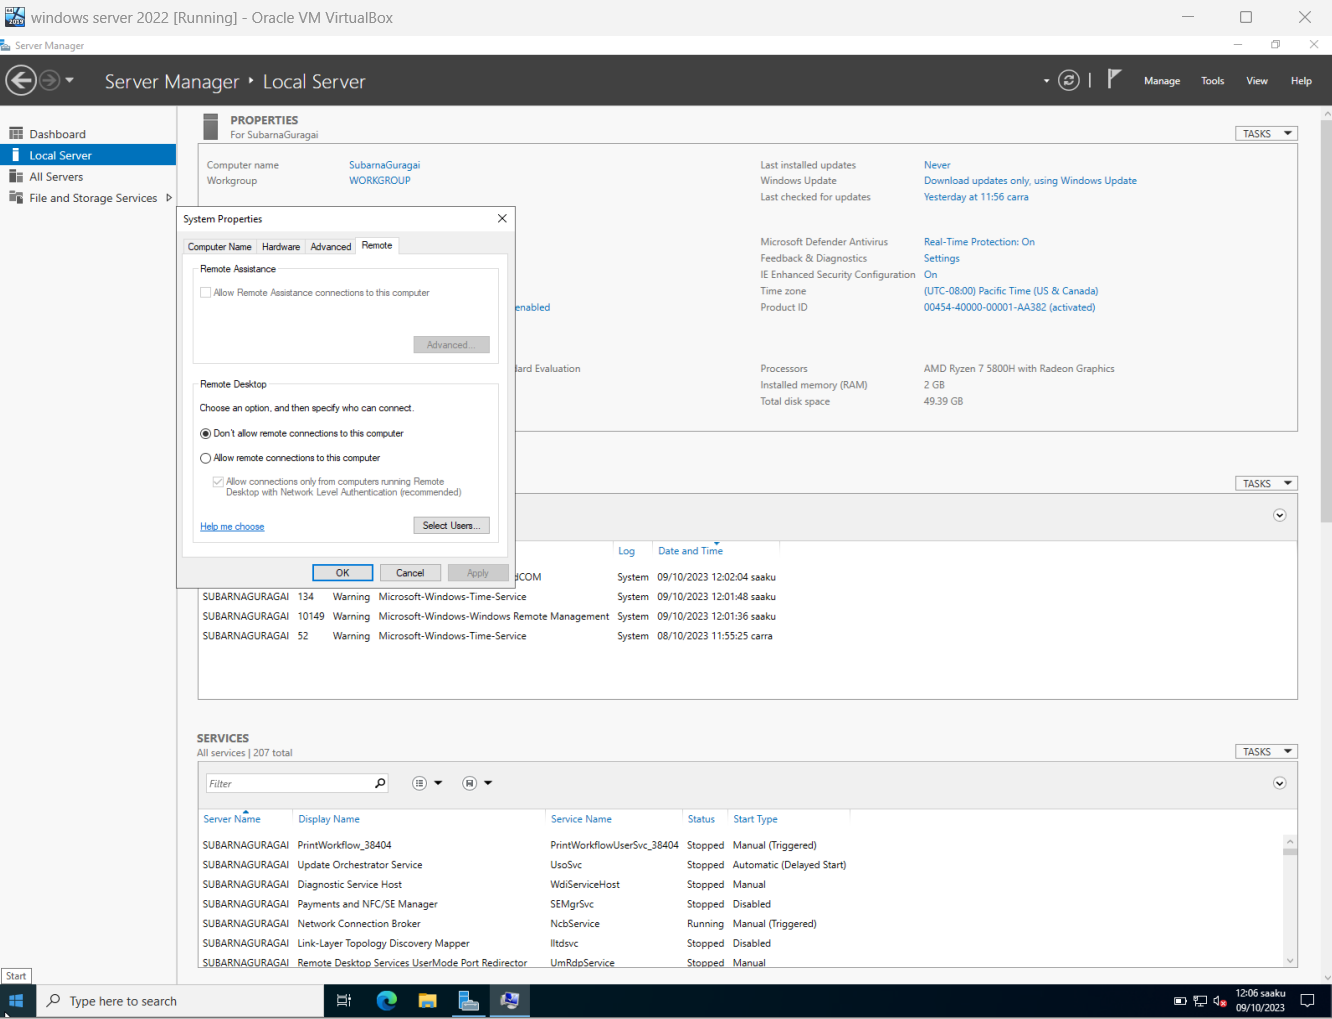 windows server 2022 [Running] - Oracle VM VirtualBox
Server Manager
Server Manager ‣ Local Server
Manage Tools View Help
Dashboard
Local Server
All Servers
File and Storage Services
PROPERTIES
For SubarnaGuragai
TASKS
Computer name SubarnaGuragai
Workgroup WORKGROUP
Last installed updates Never
Windows Update Download updates only, using Windows Update
Last checked for updates Yesterday at 11:56 carra
Microsoft Defender Antivirus Real-Time Protection: On
Feedback & Diagnostics Settings
IE Enhanced Security Configuration On
Time zone (UTC-08:00) Pacific Time (US & Canada)
enabled
Product ID 00454-40000-00001-AA382 (activated)
dard Evaluation
Processors AMD Ryzen 7 5800H with Radeon Graphics
Installed memory (RAM) 2 GB
Total disk space 49.39 GB
System Properties
Computer Name Hardware Advanced Remote
Remote Assistance
Allow Remote Assistance connections to this computer
Advanced...
Remote Desktop
Choose an option, and then specify who can connect.
Don't allow remote connections to this computer
Allow remote connections to this computer
Allow connections only from computers running Remote
Desktop with Network Level Authentication (recommended)
Help me choose
Select Users...
OK Cancel Apply
TASKS
Log Date and Time
COM System 09/10/2023 12:02:04 saaku
SUBARNAGURAGAI 134 Warning Microsoft-Windows-Time-Service System 09/10/2023 12:01:48 saaku
SUBARNAGURAGAI 10149 Warning Microsoft-Windows-Windows Remote Management System 09/10/2023 12:01:36 saaku
SUBARNAGURAGAI 52 Warning Microsoft-Windows-Time-Service System 08/10/2023 11:55:25 carra
SERVICES
All services | 207 total
TASKS
Filter
Server Name Display Name Service Name Status Start Type
SUBARNAGURAGAI PrintWorkflow_38404 PrintWorkflowUserSvc_38404 Stopped Manual (Triggered)
SUBARNAGURAGAI Update Orchestrator Service UsoSvc Stopped Automatic (Delayed Start)
SUBARNAGURAGAI Diagnostic Service Host WdiServiceHost Stopped Manual
SUBARNAGURAGAI Payments and NFC/SE Manager SEMgrSvc Stopped Disabled
SUBARNAGURAGAI Network Connection Broker NcbService Running Manual (Triggered)
SUBARNAGURAGAI Link-Layer Topology Discovery Mapper lltdsvc Stopped Disabled
SUBARNAGURAGAI Remote Desktop Services UserMode Port Redirector UmRdpService Stopped Manual
Start
Type here to search
12:06 saaku
09/10/2023